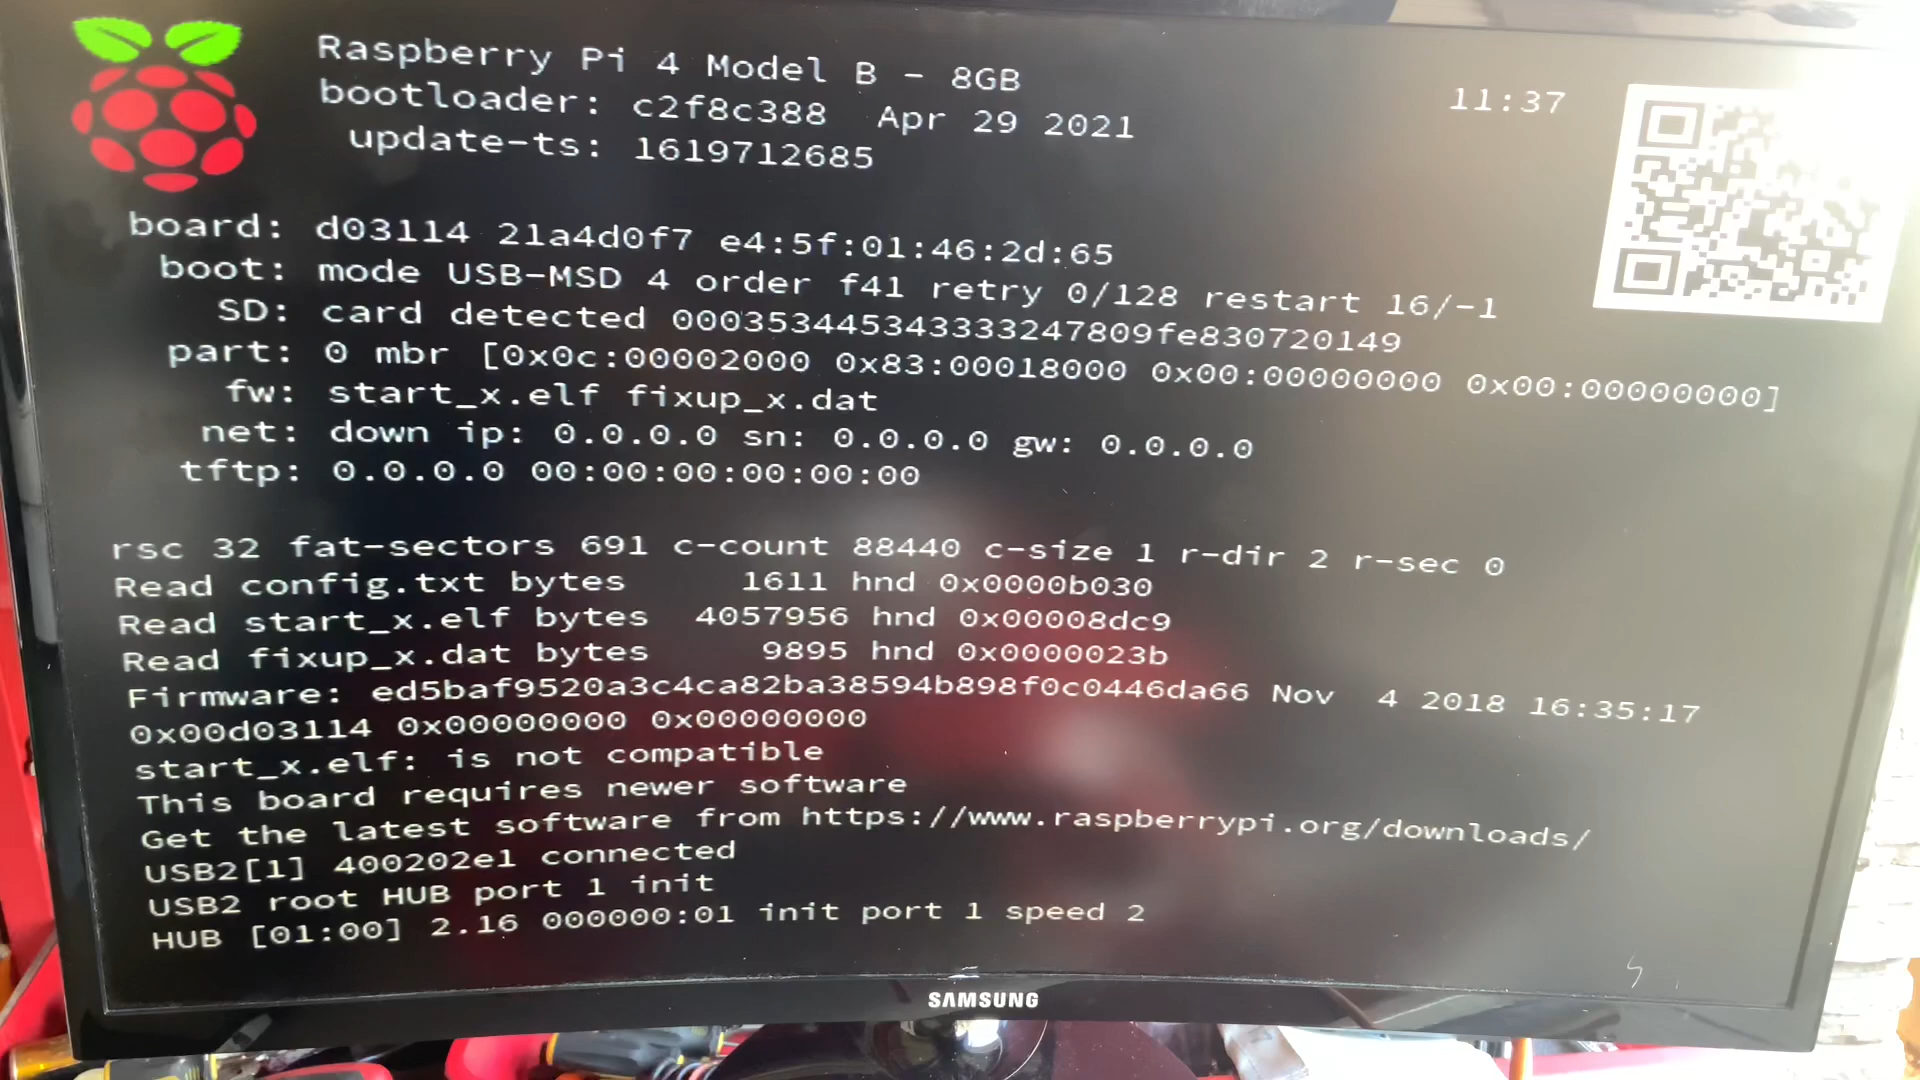 Raspberry Pi 4 Model B - 8GB
bootloader: c2f8c388 Apr 29 2021
11:37
update-ts: 1619712685
board: d03114 21a4d0f7 e4:5f:01:46:2d:65
boot: mode USB-MSD 4 order f41 retry 0/128 restart 16/-1
SD: card detected 000353445343333247809fe830720149
part: 0 mbr [0x0c:00002000 0x83:00018000 0x00:00000000 0x00:00000000]
fw: start_x.elf fixup_x.dat
net: down ip: 0.0.0.0 sn: 0.0.0.0 gw: 0.0.0.0
tftp: 0.0.0.0 00:00:00:00:00:00
rsc 32 fat-sectors 691 c-count 88440 c-size 1 r-dir 2 r-sec 0
Read config.txt bytes 1611 hnd 0x0000b030
Read start_x.elf bytes 4057956 hnd 0x00008dc9
Read fixup_x.dat bytes 9895 hnd 0x0000023b
Firmware: ed5baf9520a3c4ca82ba38594b898f0c0446da66 Nov 4 2018 16:35:17
0x00d03114 0x00000000 0x00000000
start_x.elf: is not compatible
This board requires newer software
Get the latest software from https://www.raspberrypi.org/downloads/
USB2[1] 400202e1 connected
USB2 root HUB port 1 init
HUB [01:00] 2.16 000000:01 init port 1 speed 2
SAMSUNG